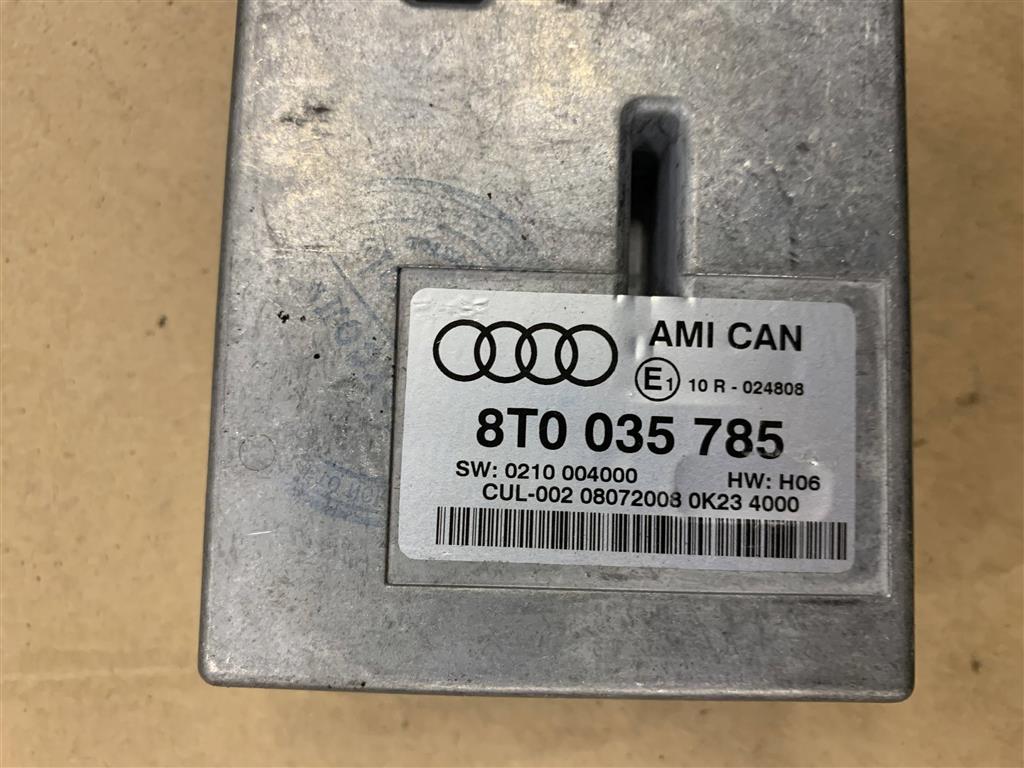 AMI CAN
E1 10 R - 024808
8T0 035 785
SW: 0210 004000 HW: H06
CUL-002 08072008 0K23 4000